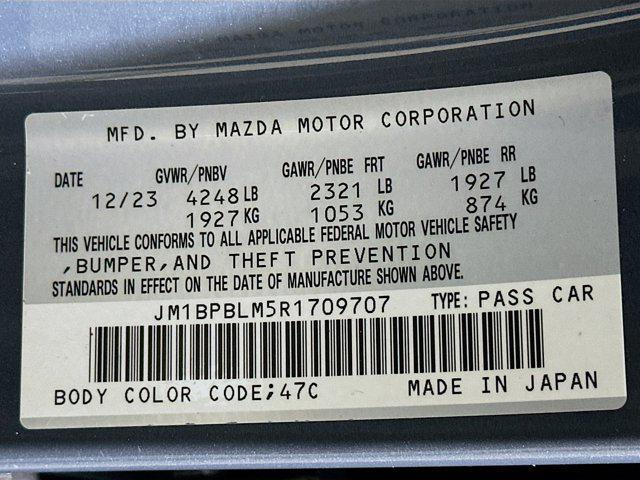 MAZDA MOTOR CORPORATION
MFD. BY MAZDA MOTOR CORPORATION
DATE GVWR/PNBV GAWR/PNBE FRT GAWR/PNBE RR
12/23 4248 LB 2321 LB 1927 LB
1927 KG 1053 KG 874 KG
THIS VEHICLE CONFORMS TO ALL APPLICABLE FEDERAL MOTOR VEHICLE SAFETY
,BUMPER,AND THEFT PREVENTION
STANDARDS IN EFFECT ON THE DATE OF MANUFACTURE SHOWN ABOVE.
JM1BPBLM5R1709707 TYPE: PASS CAR
BODY COLOR CODE;47C MADE IN JAPAN